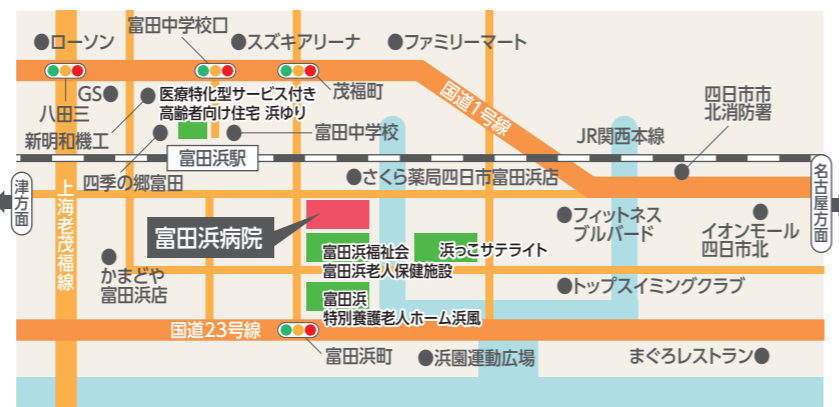 富田中学校口
ローソン
スズキアリーナ
ファミリーマート
国道1号線
GS
医療特化型サービス付き
高齢者向け住宅 浜ゆり
茂福町
四日市市
北消防署
八田三
新明和機工
富田中学校
JR関西本線
富田浜駅
四季の郷富田
さくら薬局四日市富田浜店
津方面
名古屋方面
上海老茂福線
富田浜病院
フィットネス
ブルバード
イオンモール
四日市北
富田浜福祉会
富田浜老人保健施設
浜っこサテライト
かまどや
富田浜店
トップスイミングクラブ
富田浜
特別養護老人ホーム浜風
国道23号線
富田浜町
浜園運動広場
まぐろレストラン